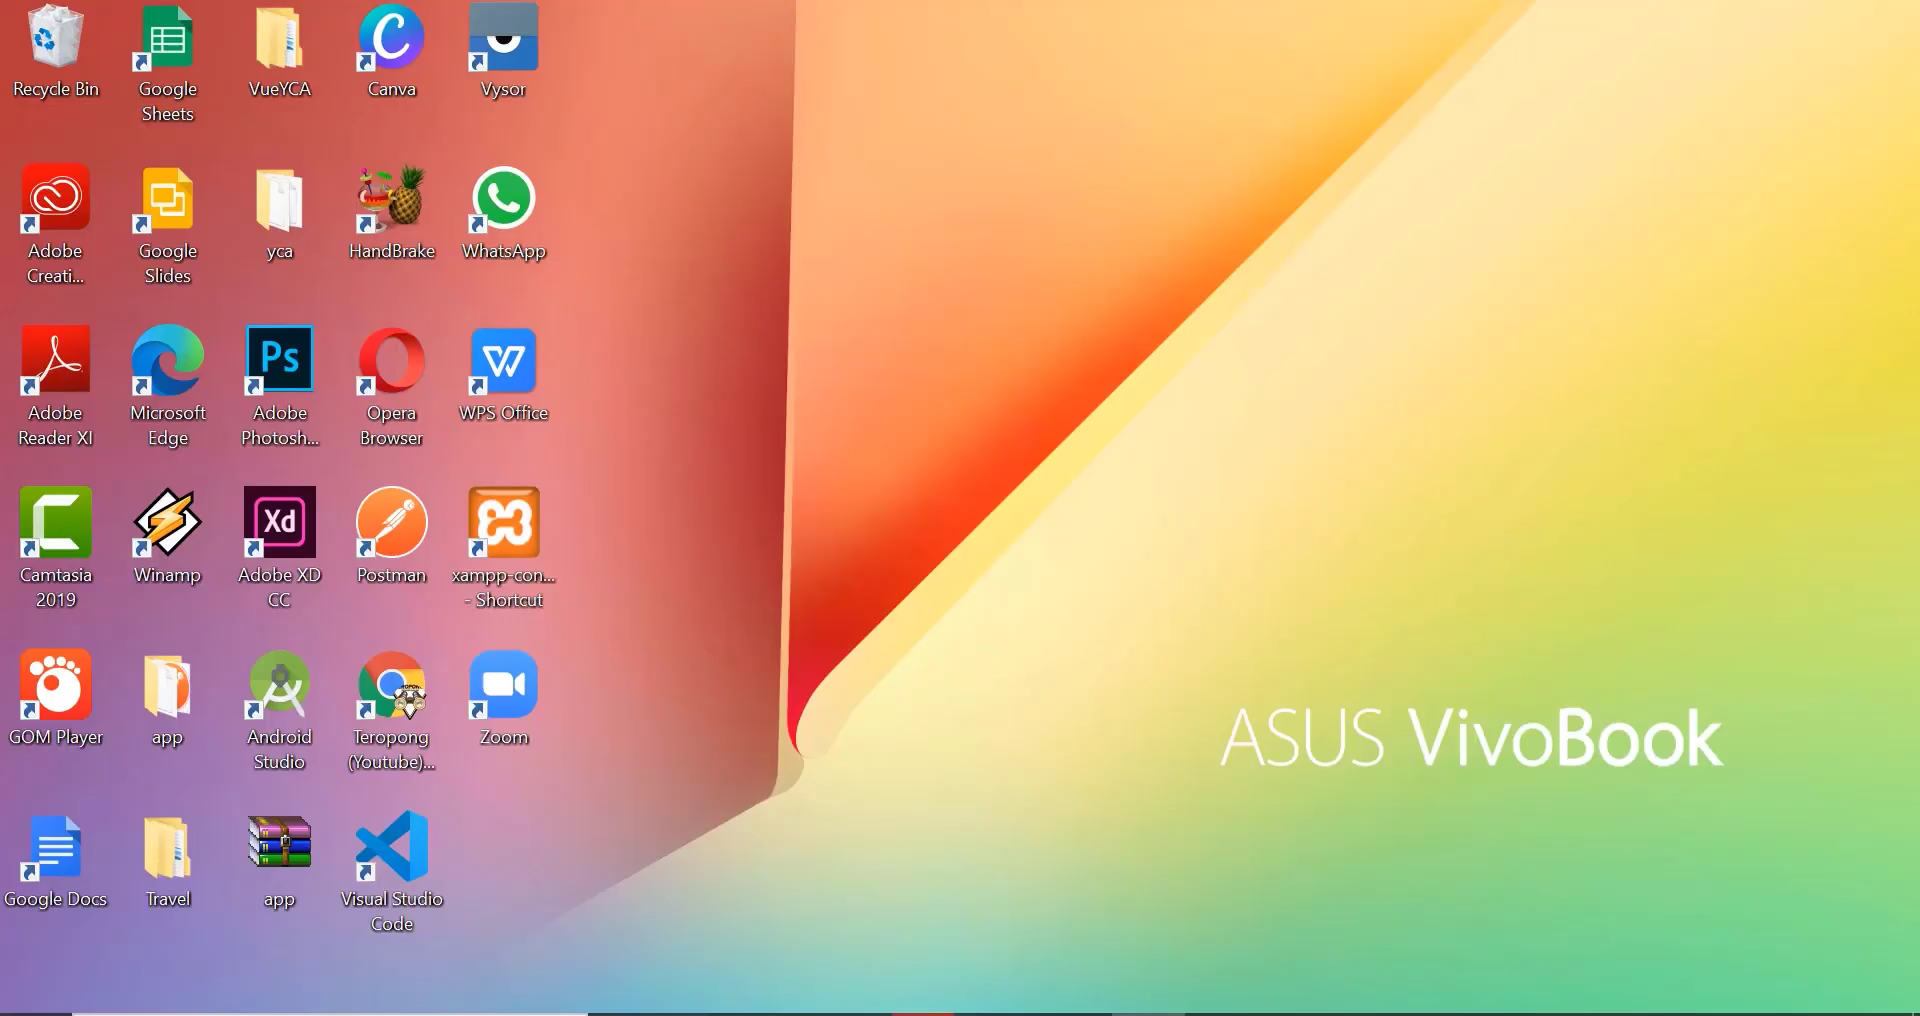 Recycle Bin
Google
Sheets
VueYCA
Canva
Vysor
Adobe
Creati...
Google
Slides
yca
HandBrake
WhatsApp
Adobe
Reader XI
Microsoft
Edge
Ps
Adobe
Photosh...
Opera
Browser
WPS Office
Camtasia
2019
Winamp
Xd
Adobe XD
CC
Postman
xampp-con...
- Shortcut
GOM Player
app
Android
Studio
Teropong
(Youtube)...
Zoom
ASUS VivoBook
Google Docs
Travel
app
Visual Studio
Code